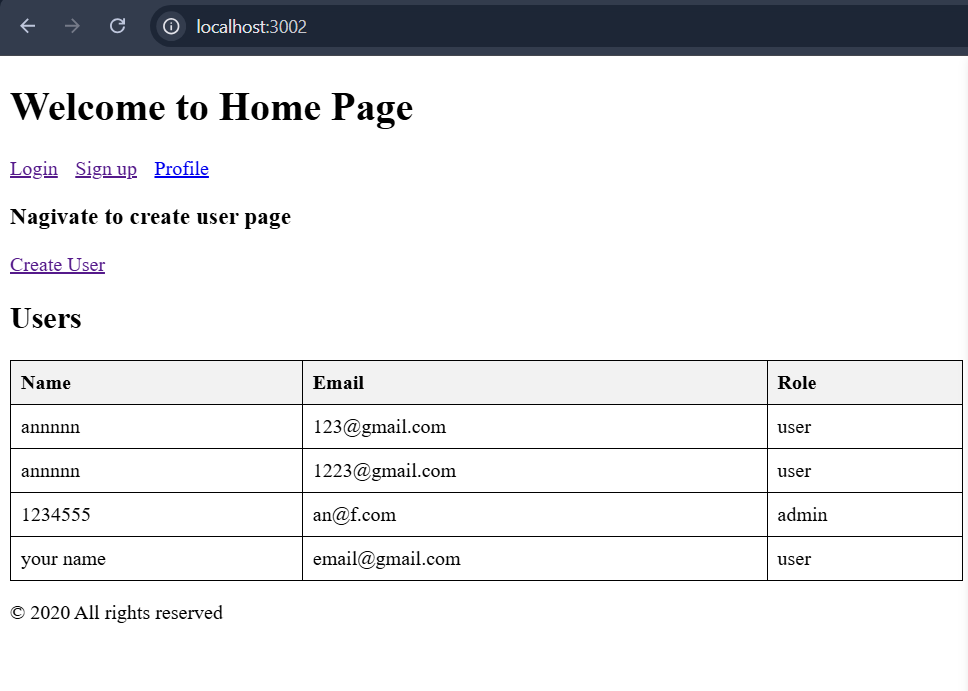 localhost:3002
Welcome to Home Page
Login Sign up Profile
Nagivate to create user page
Create User
Users
Name Email Role
annnnn 123@gmail.com user
annnnn 1223@gmail.com user
1234555 an@f.com admin
your name email@gmail.com user
© 2020 All rights reserved